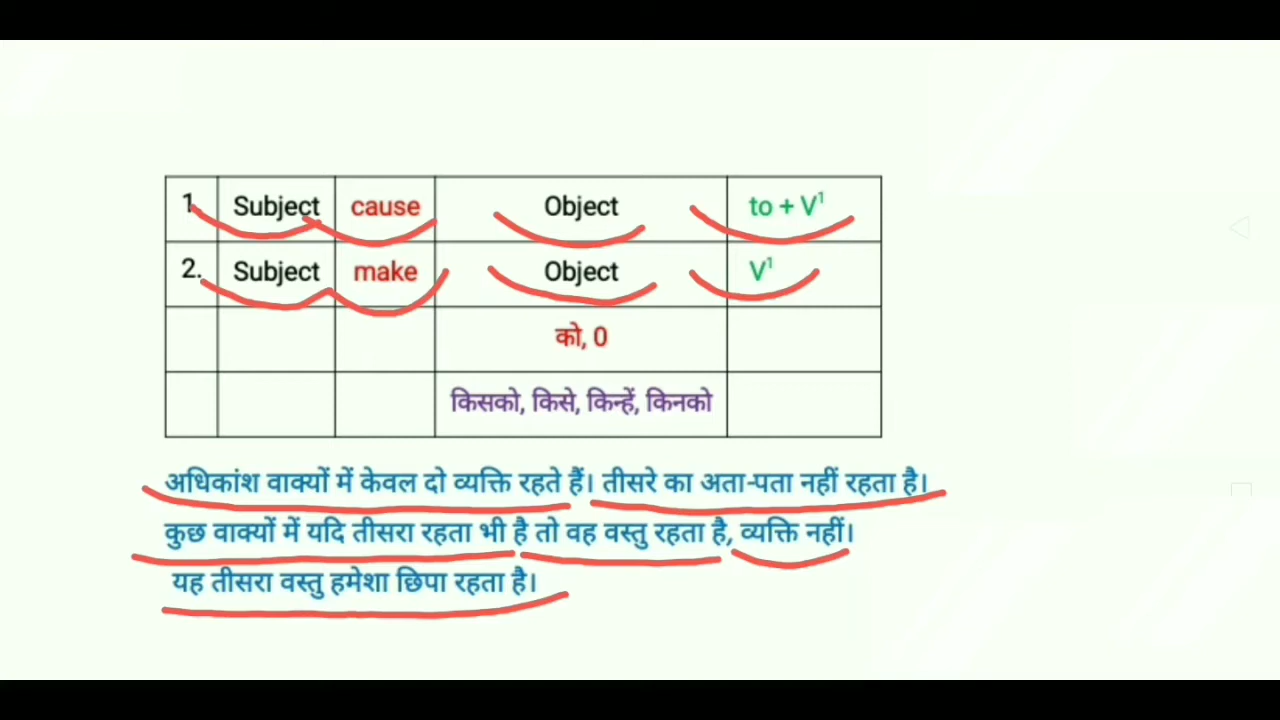 1. Subject cause Object to + V¹
2. Subject make Object V¹
को, 0
किसको, किसे, किन्हें, किनको
अधिकांश वाक्यों में केवल दो व्यक्ति रहते हैं। तीसरे का अता-पता नहीं रहता है।
कुछ वाक्यों में यदि तीसरा रहता भी है तो वह वस्तु रहता है, व्यक्ति नहीं।
यह तीसरा वस्तु हमेशा छिपा रहता है।